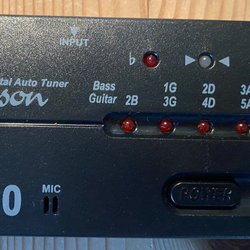 INPUT
♭ ▶ ◀
tal Auto Tuner
son
Bass 1G 2D 3A
Guitar 2B 3G 4D 5A
0 MIC POWER